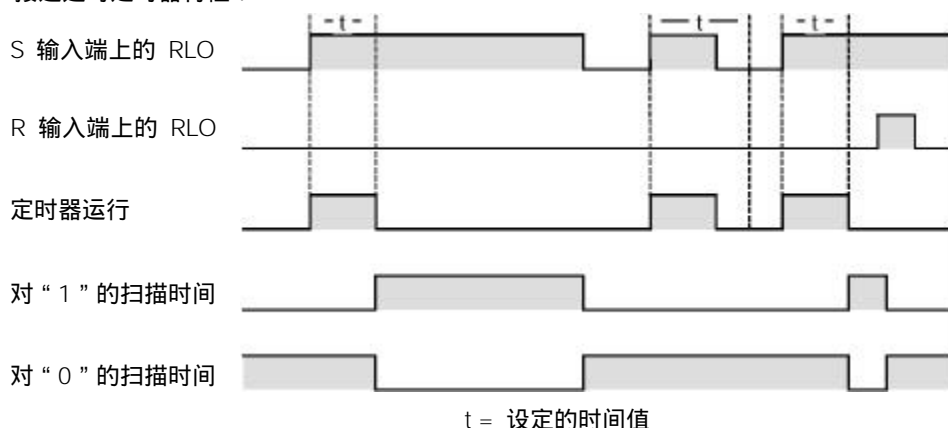 - t -
— t —
- t -
S 输入端上的 RLO
R 输入端上的 RLO
定时器运行
对“1”的扫描时间
对“0”的扫描时间
t = 设定的时间值